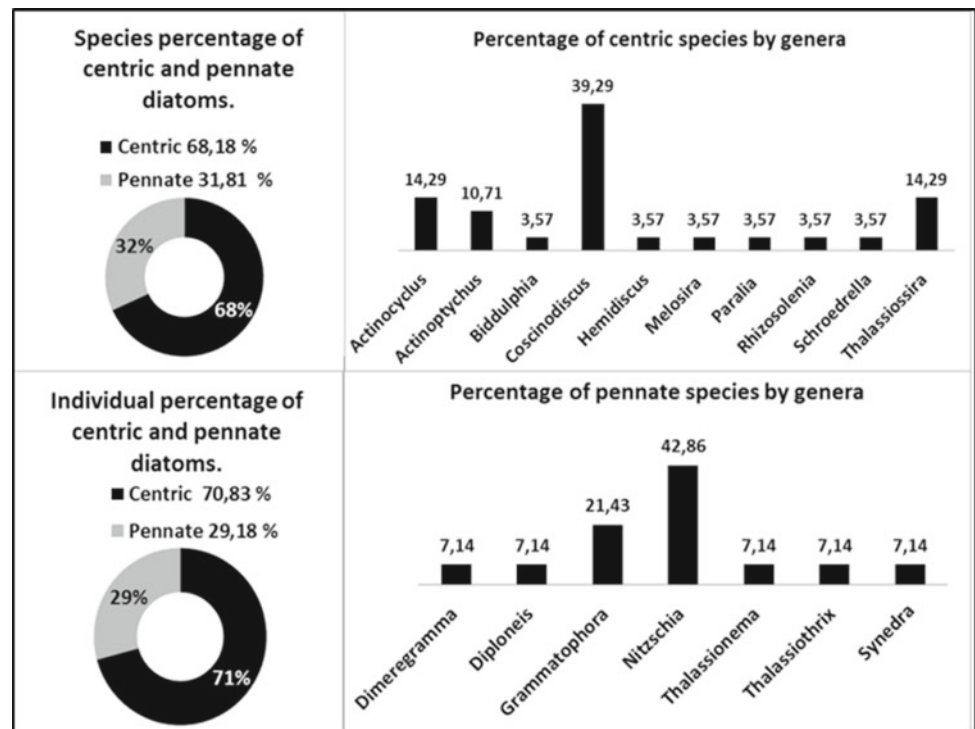 Species percentage of
centric and pennate
diatoms.
Centric 68,18 %
Pennate 31,81 %
32%
68%
Percentage of centric species by genera
39,29
14,29
10,71
3,57
3,57
3,57
3,57
3,57
3,57
14,29
Actinocyclus
Actinoptychus
Biddulphia
Coscinodiscus
Hemidiscus
Melosira
Paralia
Rhizosolenia
Schroedrella
Thalassiossira
Individual percentage of
centric and pennate
diatoms.
Centric 70,83 %
Pennate 29,18 %
29%
71%
Percentage of pennate species by genera
42,86
21,43
7,14
7,14
7,14
7,14
7,14
Dimeregramma
Diploneis
Grammatophora
Nitzschia
Thalassionema
Thalassiothrix
Synedra